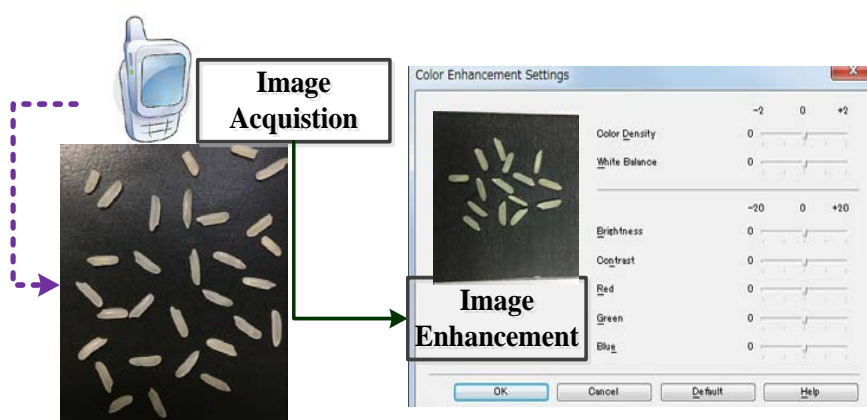 Image
Acquistion
Color Enhancement Settings
X
-2 0 +2
Color Density 0
White Balance 0
-20 0 +20
Brightness 0
Contrast 0
Red 0
Green 0
Blue 0
Image
Enhancement
OK Cancel Default Help